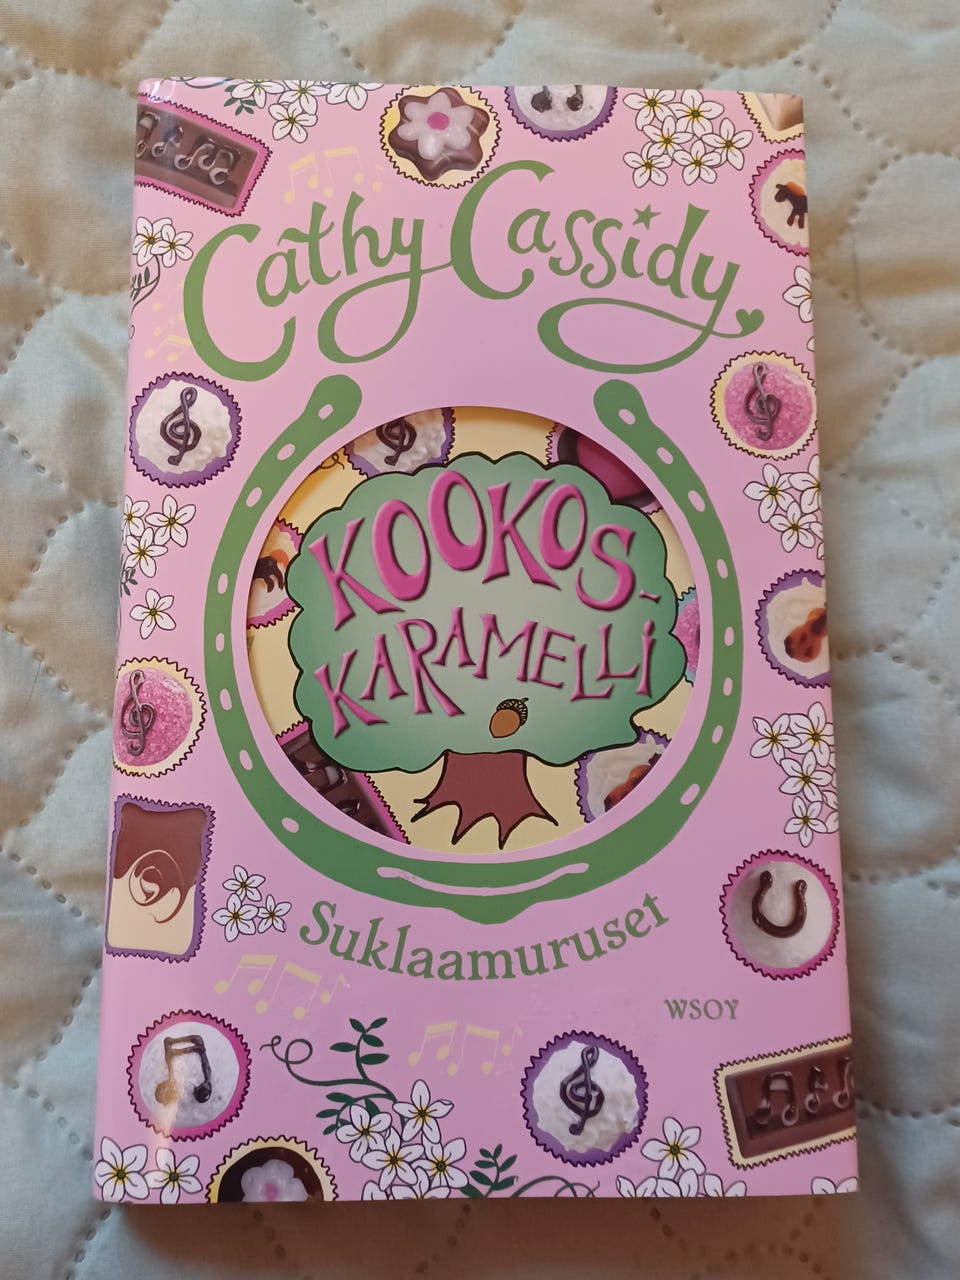 Cathy Cassidy
KOOKOS-
KARAMELLI
Suklaamuruset
WSOY